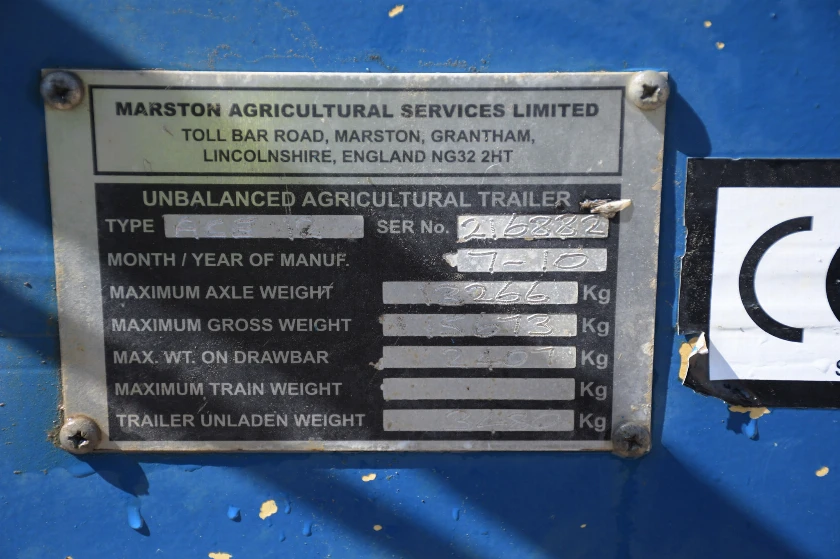 MARSTON AGRICULTURAL SERVICES LIMITED
TOLL BAR ROAD, MARSTON, GRANTHAM,
LINCOLNSHIRE, ENGLAND NG32 2HT
UNBALANCED AGRICULTURAL TRAILER
TYPE SER No. 216882
MONTH / YEAR OF MANUF. 7-10
MAXIMUM AXLE WEIGHT 3266 Kg
MAXIMUM GROSS WEIGHT Kg
MAX. WT. ON DRAWBAR Kg
MAXIMUM TRAIN WEIGHT Kg
TRAILER UNLADEN WEIGHT Kg